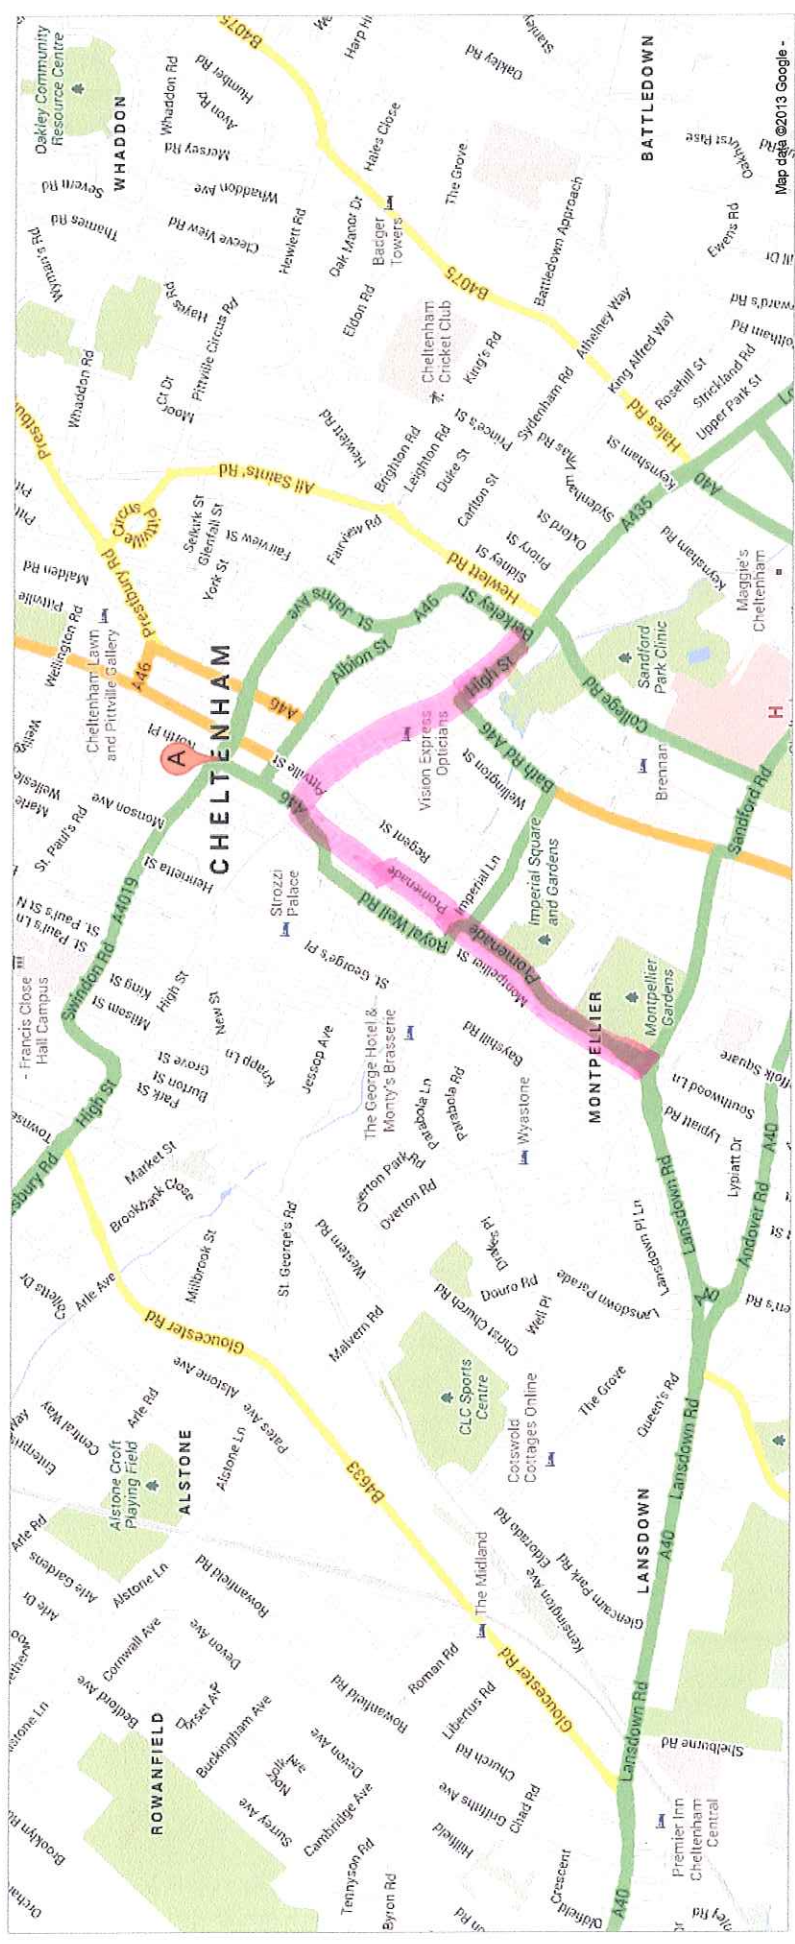 Oakley Community
Resource Centre
WHADDON
Whaddon Rd
Humber Rd
Avon Rd
Mersey Rd
Severn Rd
Thames Rd
Whaddon Ave
Cleeve View Rd
Wyman's Rd
Hayes Rd
Pittville Circus Rd
Whaddon Rd
Moor Ct Dr
B4075
Harp Hi
Stanley
Oakley Rd
BATTLEDOWN
Hales Close
The Grove
Hewlett Rd
Oak Manor Dr
Badger
Towers
Eldon Rd
B4075
Battledown Approach
Ewens Rd
Map data ©2013 Google -
Cheltenham
Cricket Club
King's Rd
Athelney Way
King Alfred Way
Rosehill St
Strickland Rd
Upper Park St
Hales Rd
Sydenham Rd
Prince's St
Hewlett Rd
Brighton Rd
Leighton Rd
Duke St
Carlton St
Keynsham St
A40
A435
Oxford St
Priory St
Sidney St
Hewlett Rd
Keynsham Rd
Maggie's
Cheltenham
All Saints' Rd
Selkirk St
Glenfall St
York St
Fairview St
Fairview Rd
Pittville
Circus
Prestbury Rd
Malden Rd
Wellington Rd
Cheltenham Lawn
and Pittville Gallery
A46
A46
St Johns Ave
Albion St
A46
Berkeley St
High St
Sandford
Park Clinic
College Rd
H
Brennan
Sandford Rd
A
North Pl
CHELTENHAM
Pittville St
A46
Vision Express
Opticians
Wellington St
Bath Rd A46
Monson Ave
St. Paul's Rd
Henrietta St
A4019
Swindon Rd
Strozzi
Palace
Regent St
Promenade
Imperial Ln
Imperial Square
and Gardens
Royal Well Rd
Promenade
Montpellier St
Montpellier St
Montpellier
Gardens
MONTPELLIER
St. Paul's St N
St. Paul's Ln
Francis Close
Hall Campus
King St
Milsom St
High St
New St
St. George's Pl
The George Hotel &
Monty's Brasserie
Bayshill Rd
Jessop Ave
Knapp Ln
Grove St
Burton St
Park St
High St
Parabola Ln
Parabola Rd
Wyastone
Southwood Ln
Lypiatt Rd
Lypiatt Dr
A40
Andover Rd
Market St
Brookbank Close
Overton Park Rd
Overton Rd
St. George's Rd
Western Rd
Millbrook St
Arle Ave
Gloucester Rd
Malvern Rd
Lansdown Rd
Lansdown Pl Ln
Drakes Pl
Douro Rd
Well Pl
Christ Church Rd
Lansdown Parade
Alstone Ave
Pates Ave
Alstone Ln
Arle Rd
Central Way
CLC Sports
Centre
Cotswold
Cottages Online
The Grove
Queen's Rd
Lansdown Rd
Alstone Croft
Playing Field
ALSTONE
B4633
Eldorado Rd
Kensington Ave
Park Rd
Glencairn
LANSDOWN
A40
Arle Rd
Arle Gardens
Arle Dr
Alstone Ln
Rowanfield Rd
The Midland
Gloucester Rd
Cornwall Ave
Devon Ave
Bedford Ave
Buckingham Ave
Rowanfield Rd
Roman Rd
Libertus Rd
Church Rd
Lansdown Rd
Shelburne Rd
ROWANFIELD
Surrey Ave
Devon Ave
Cambridge Ave
Griffiths Ave
Chad Rd
Hillfield
Premier Inn
Cheltenham
Central
Brooklyn Rd
Tennyson Rd
Byron Rd
Oldfield Crescent
A40